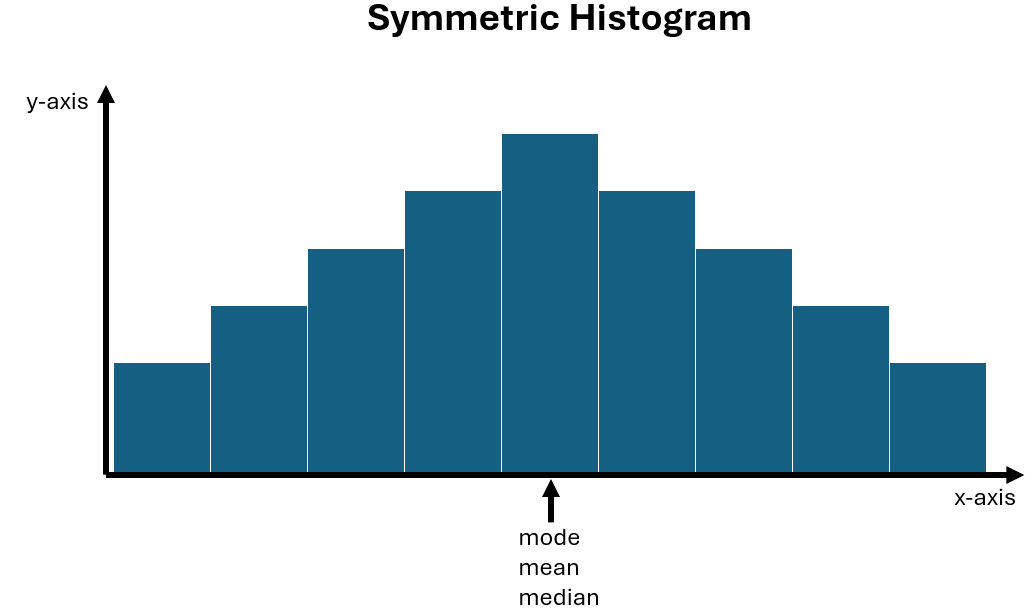 Symmetric Histogram
y-axis
x-axis
mode
mean
median